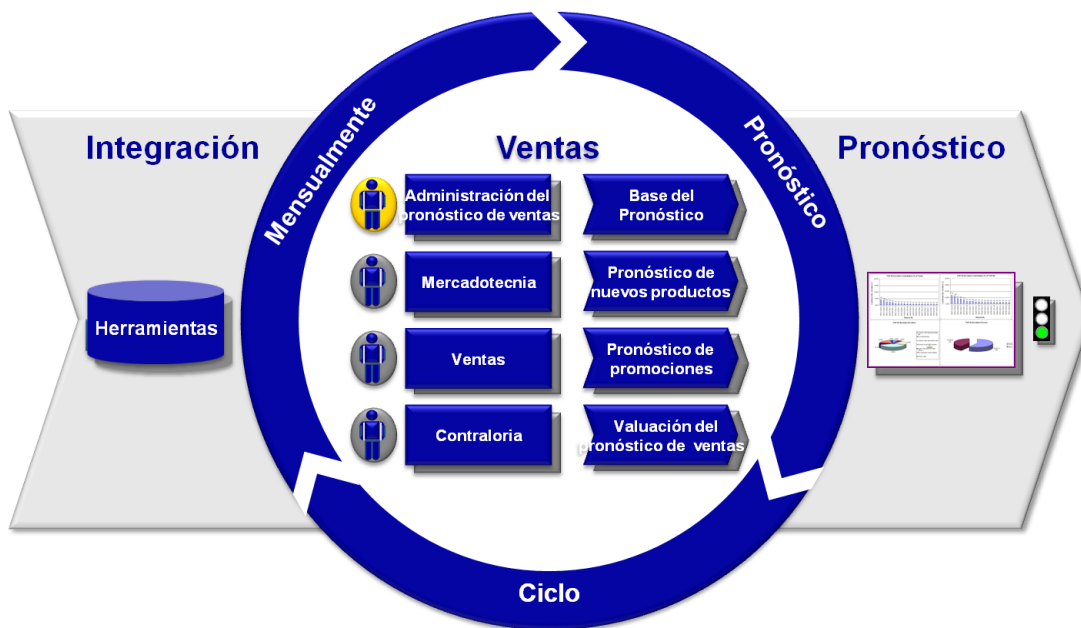 Mensualmente
Pronóstico
Integración
Ventas
Pronóstico
Administración del
pronóstico de ventas
Base del
Pronóstico
Mercadotecnia
Pronóstico de
nuevos productos
Herramientas
Ventas
Pronóstico de
promociones
Contraloria
Valuación del
pronóstico de ventas
Ciclo